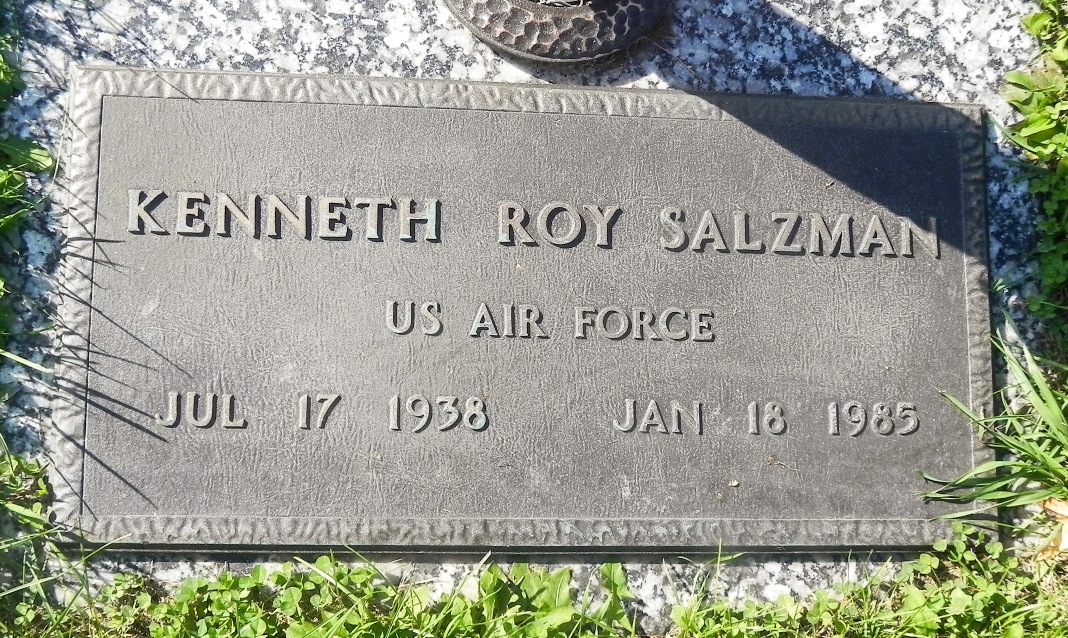 KENNETH ROY SALZMAN
US AIR FORCE
JUL 17 1938 JAN 18 1985